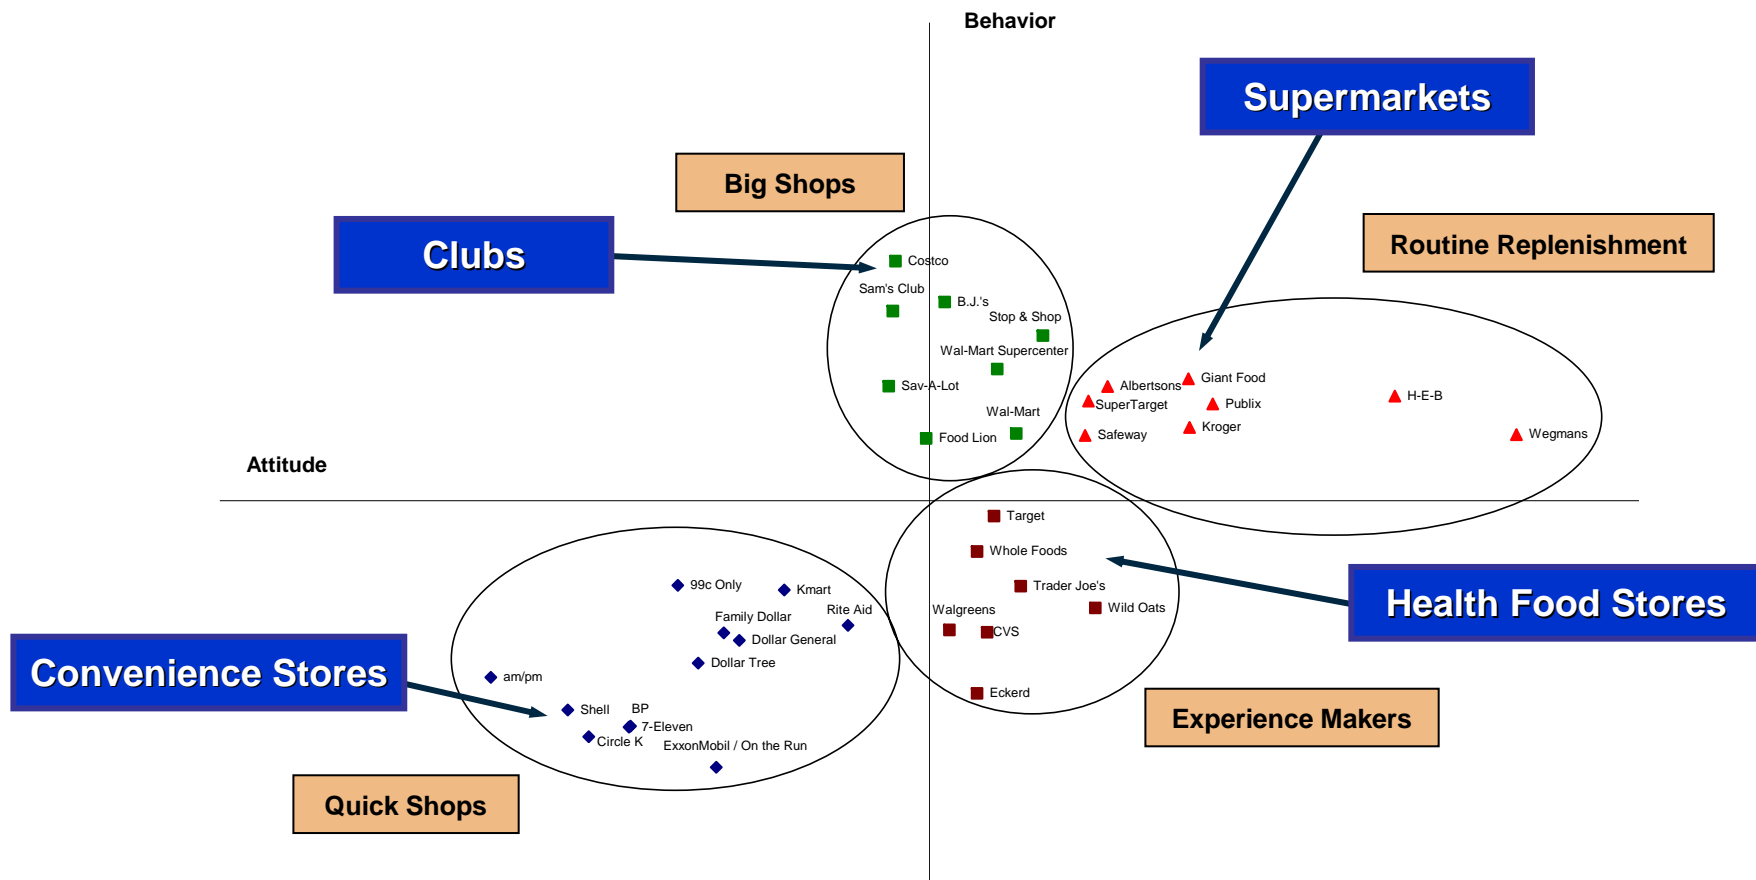 Behavior
Supermarkets
Big Shops
Routine Replenishment
Clubs
Costco
Sam's Club
B.J.'s
Stop & Shop
Wal-Mart Supercenter
Sav-A-Lot
Wal-Mart
Food Lion
Albertsons
Giant Food
SuperTarget
Publix
H-E-B
Safeway
Kroger
Wegmans
Attitude
Target
Whole Foods
Trader Joe's
Wild Oats
Walgreens
CVS
Eckerd
Health Food Stores
Experience Makers
99c Only
Kmart
Family Dollar
Rite Aid
Dollar General
Dollar Tree
am/pm
Shell
BP
7-Eleven
Circle K
ExxonMobil / On the Run
Convenience Stores
Quick Shops